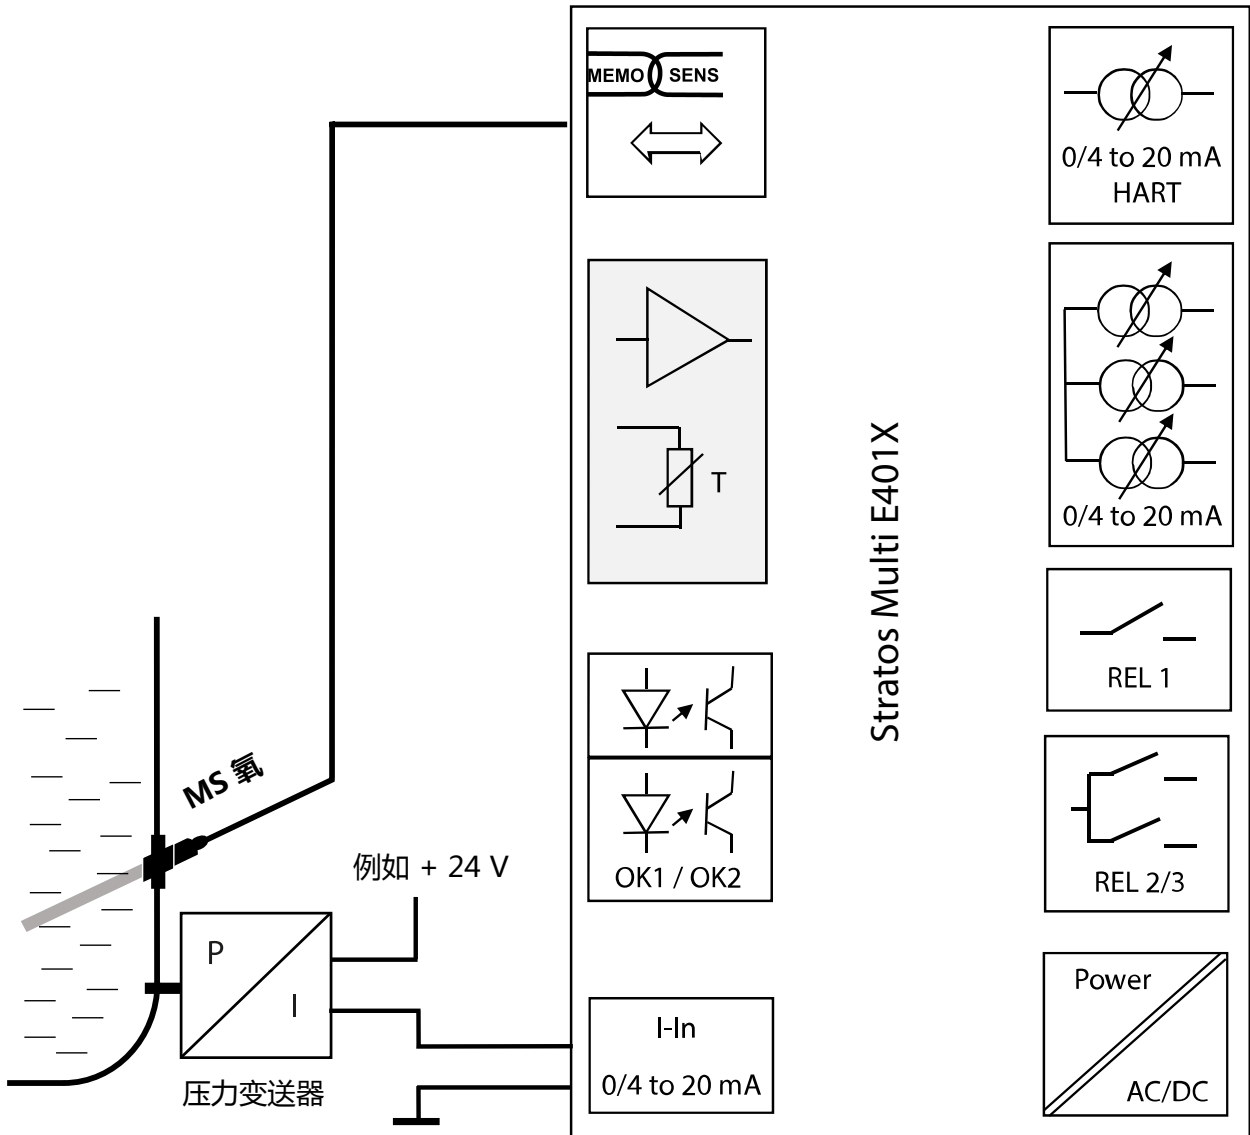 MEMO SENS
0/4 to 20 mA
HART
T
0/4 to 20 mA
Stratos Multi E401X
REL 1
MS 氧
OK1 / OK2
REL 2/3
例如 + 24 V
P
I
压力变送器
I-In
0/4 to 20 mA
Power
AC/DC